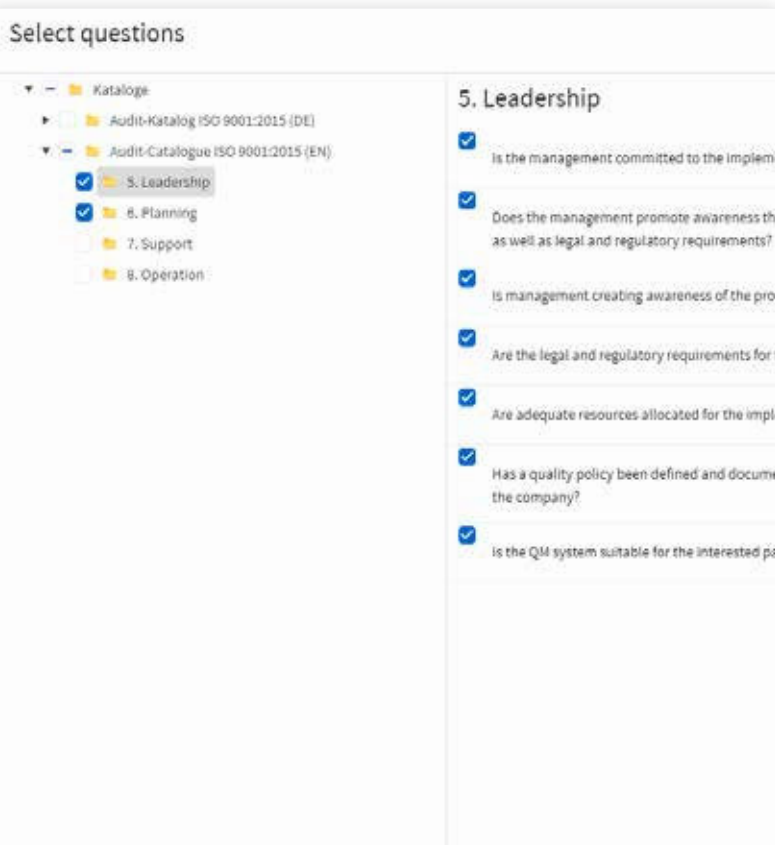 Select questions
Kataloge
Audit-Katalog ISO 9001:2015 (DE)
Audit-Catalogue ISO 9001:2015 (EN)
5. Leadership
6. Planning
7. Support
8. Operation
5. Leadership
Is the management committed to the implem
Does the management promote awareness th
as well as legal and regulatory requirements?
Is management creating awareness of the pro
Are the legal and regulatory requirements for
Are adequate resources allocated for the impl
Has a quality policy been defined and docume
the company?
Is the QM system suitable for the interested pa